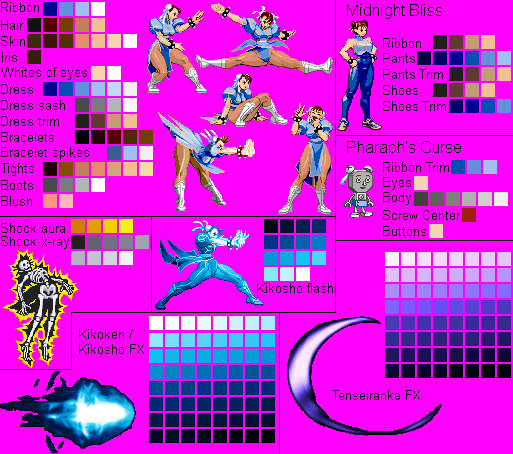 Ribbon
Hair
Skin
Iris
Whites of eyes
Dress
Dress sash
Dress trim
Bracelets
Bracelet spikes
Tights
Boots
Blush
Midnight Bliss
Ribbon
Pants
Pants Trim
Shoes
Shoes Trim
Pharaoh's Curse
Ribbon Trim
Eyes
Body
Screw Center
Buttons
Shock aura
Shock x-ray
Kikosho flash
Kikoken /
Kikosho FX
Tenseiranka FX